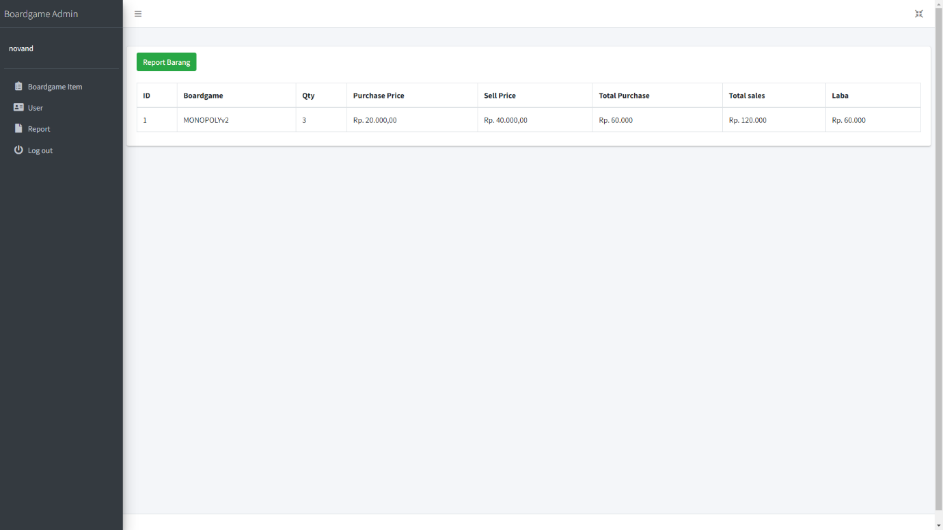 Boardgame Admin
novand
Boardgame Item
User
Report
Log out
Report Barang
ID Boardgame Qty Purchase Price Sell Price Total Purchase Total sales Laba
1 MONOPOLYv2 3 Rp. 20.000,00 Rp. 40.000,00 Rp. 60.000 Rp. 120.000 Rp. 60.000